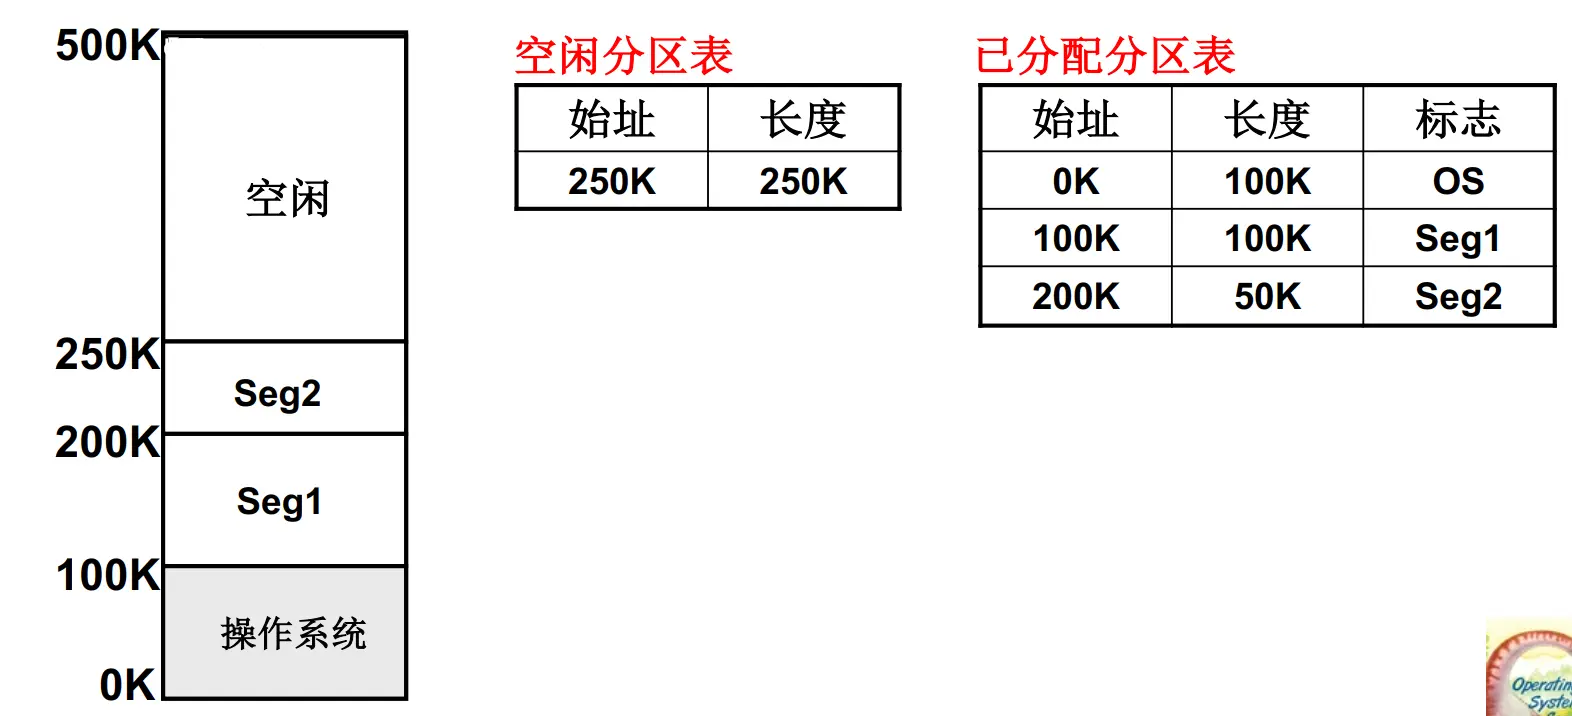 500K
空闲
250K
Seg2
200K
Seg1
100K
操作系统
0K
空闲分区表
始址 长度
250K 250K
已分配分区表
始址 长度 标志
0K 100K OS
100K 100K Seg1
200K 50K Seg2
Operating